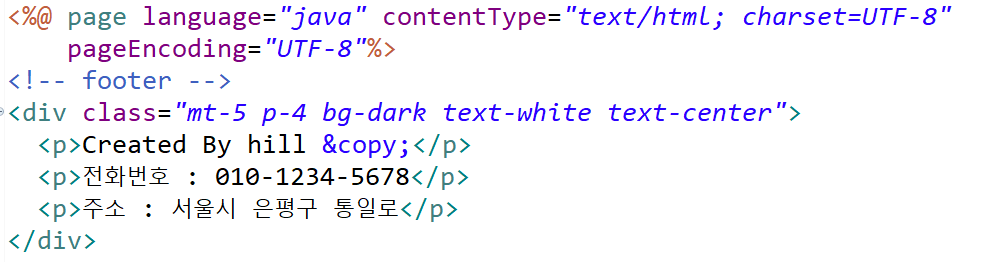 <%@ page language="java" contentType="text/html; charset=UTF-8"
    pageEncoding="UTF-8"%>
<!-- footer -->
<div class="mt-5 p-4 bg-dark text-white text-center">
  <p>Created By hill &copy;</p>
  <p>전화번호 : 010-1234-5678</p>
  <p>주소 : 서울시 은평구 통일로</p>
</div>